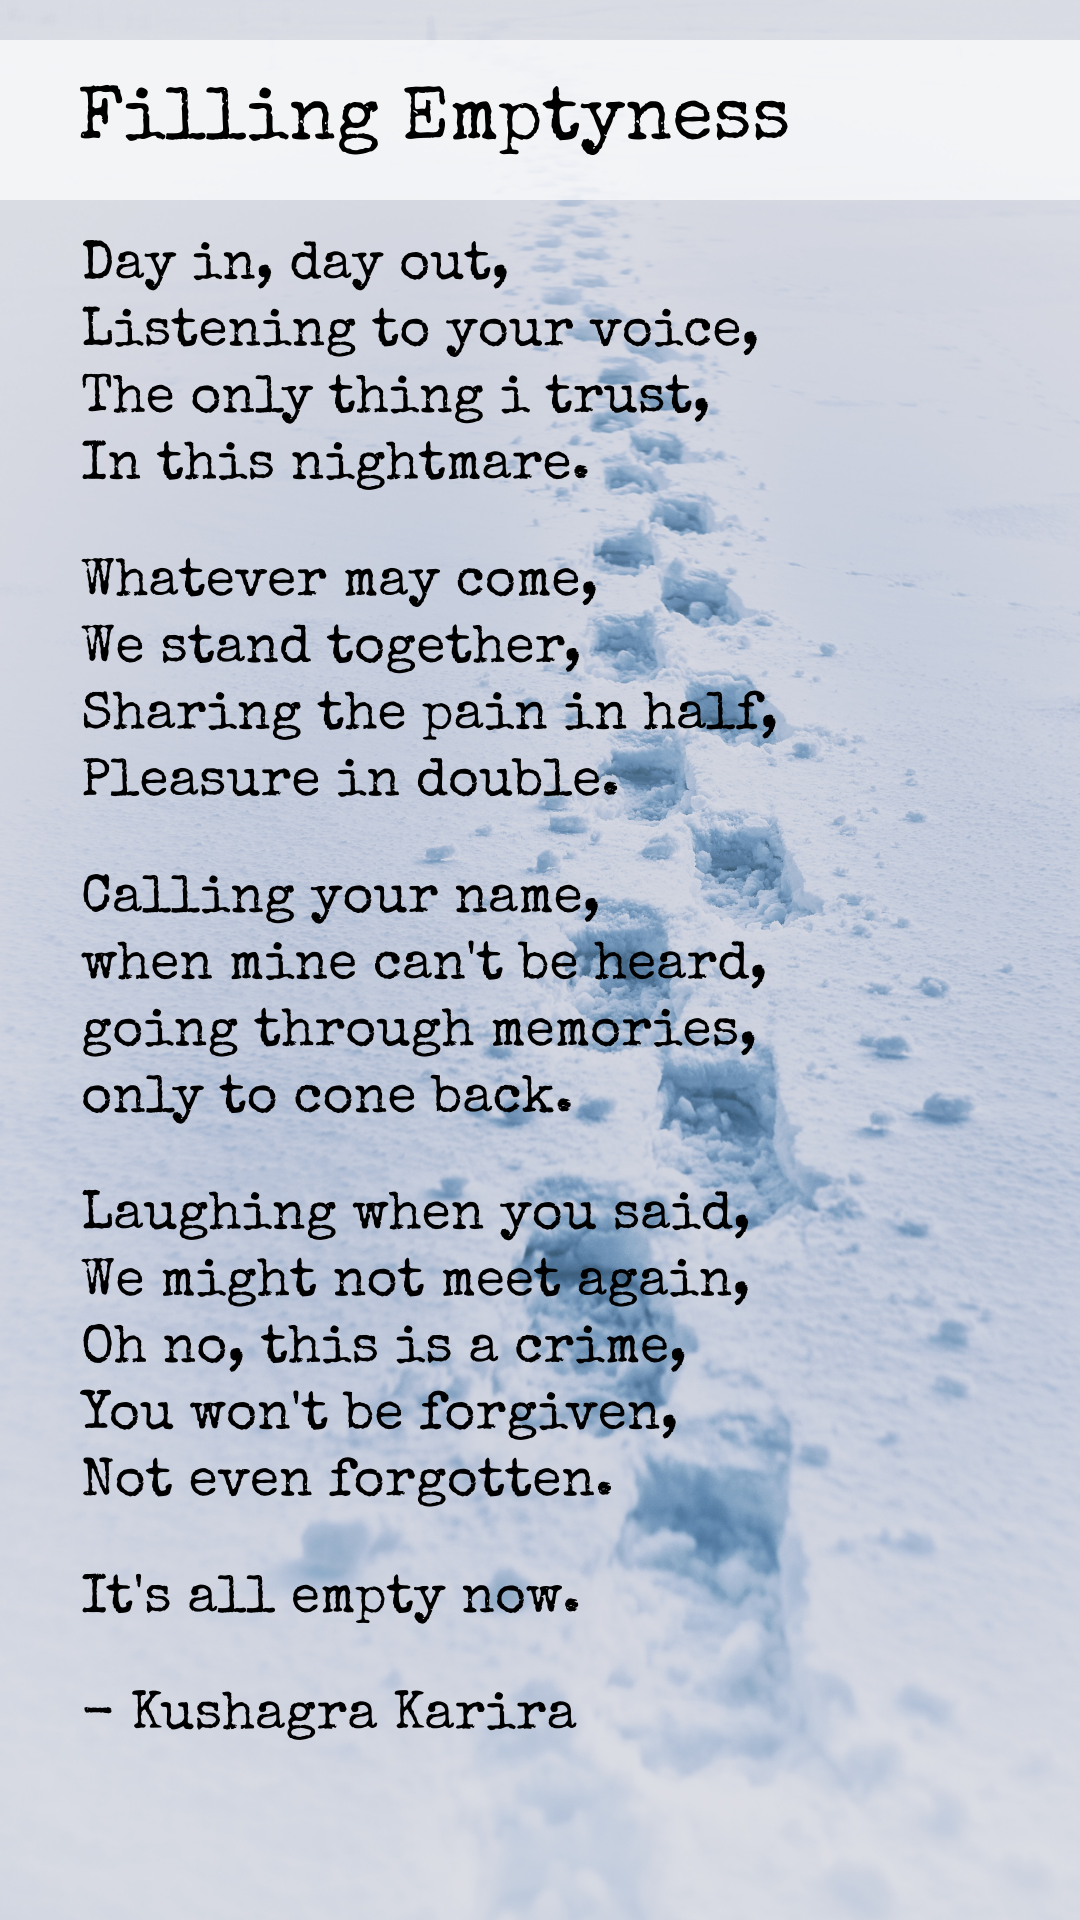 Filling Emptyness
Day in, day out,
Listening to your voice,
The only thing i trust,
In this nightmare.
Whatever may come,
We stand together,
Sharing the pain in half,
Pleasure in double.
Calling your name,
when mine can't be heard,
going through memories,
only to cone back.
Laughing when you said,
We might not meet again,
Oh no, this is a crime,
You won't be forgiven,
Not even forgotten.
It's all empty now.
- Kushagra Karira